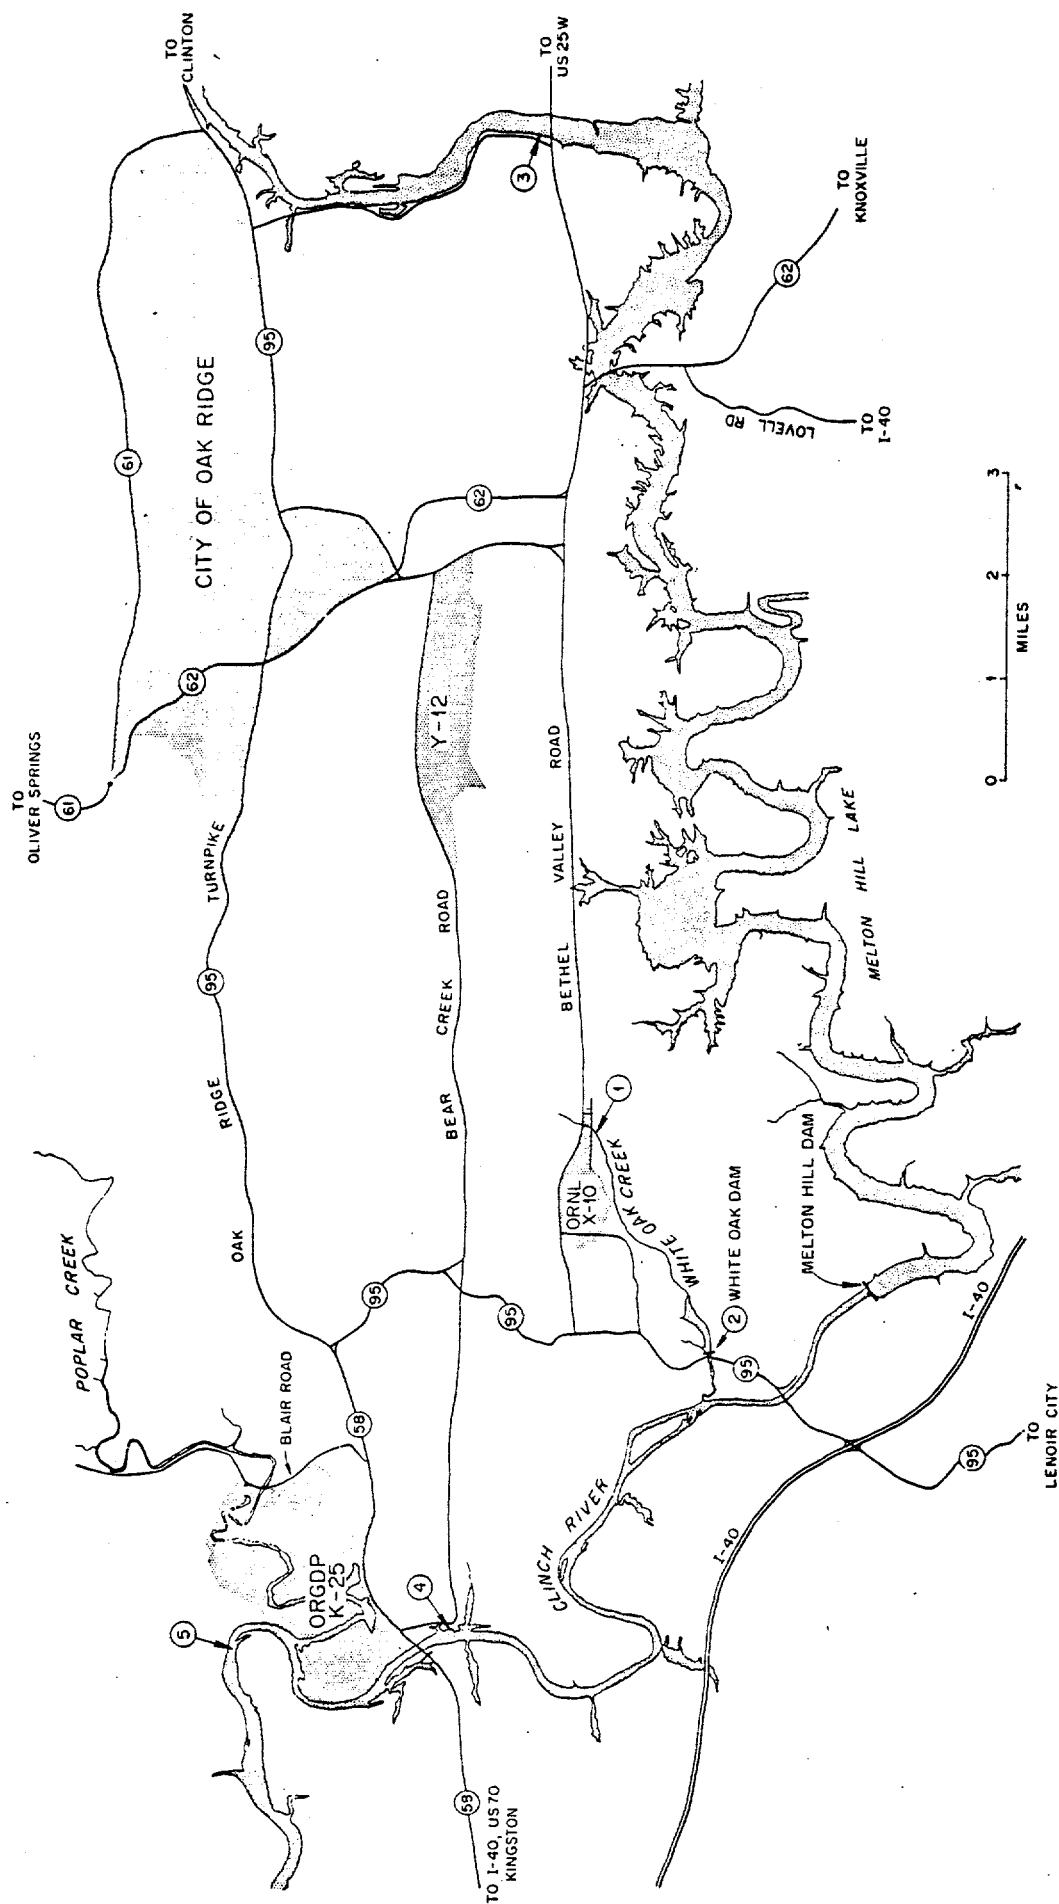 TO
OLIVER SPRINGS
61
61
62
TO
CLINTON
CITY OF OAK RIDGE
95
OAK RIDGE TURNPIKE
95
62
POPLAR CREEK
BLAIR ROAD
58
95
ORGDP
K-25
5
4
BEAR CREEK ROAD
Y-12
62
TO
US 25W
3
58
TO I-40, US 70
KINGSTON
95
ORNL
X-10
BETHEL VALLEY ROAD
1
WHITE OAK CREEK
2 WHITE OAK DAM
CLINCH RIVER
95
MELTON HILL DAM
MELTON HILL LAKE
62
TO
KNOXVILLE
LOVELL RD
TO
I-40
I-40
I-40
95
TO
LENOIR CITY
0 1 2 3
MILES